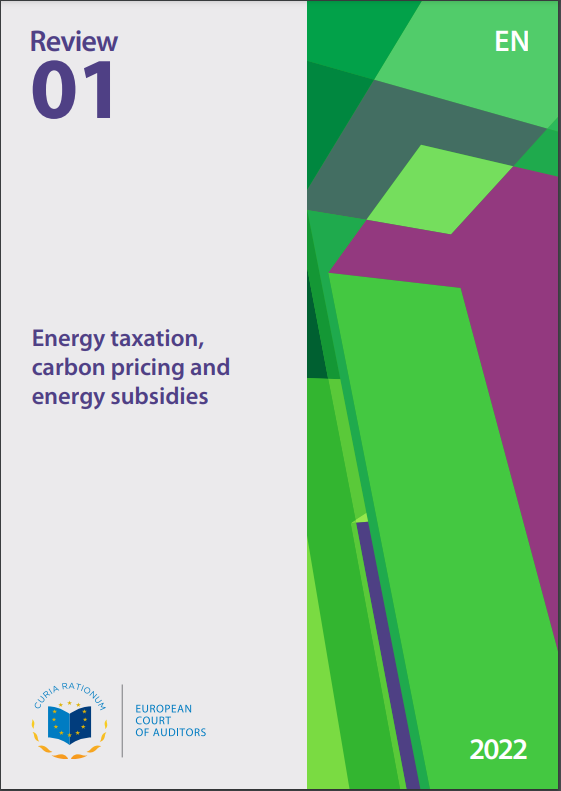 Review
01
EN
Energy taxation,
carbon pricing and
energy subsidies
CURIA RATIONUM
EUROPEAN
COURT
OF AUDITORS
2022